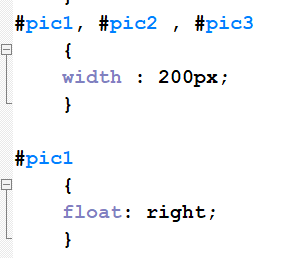 #pic1, #pic2 , #pic3
{
width : 200px;
}
#pic1
{
float: right;
}